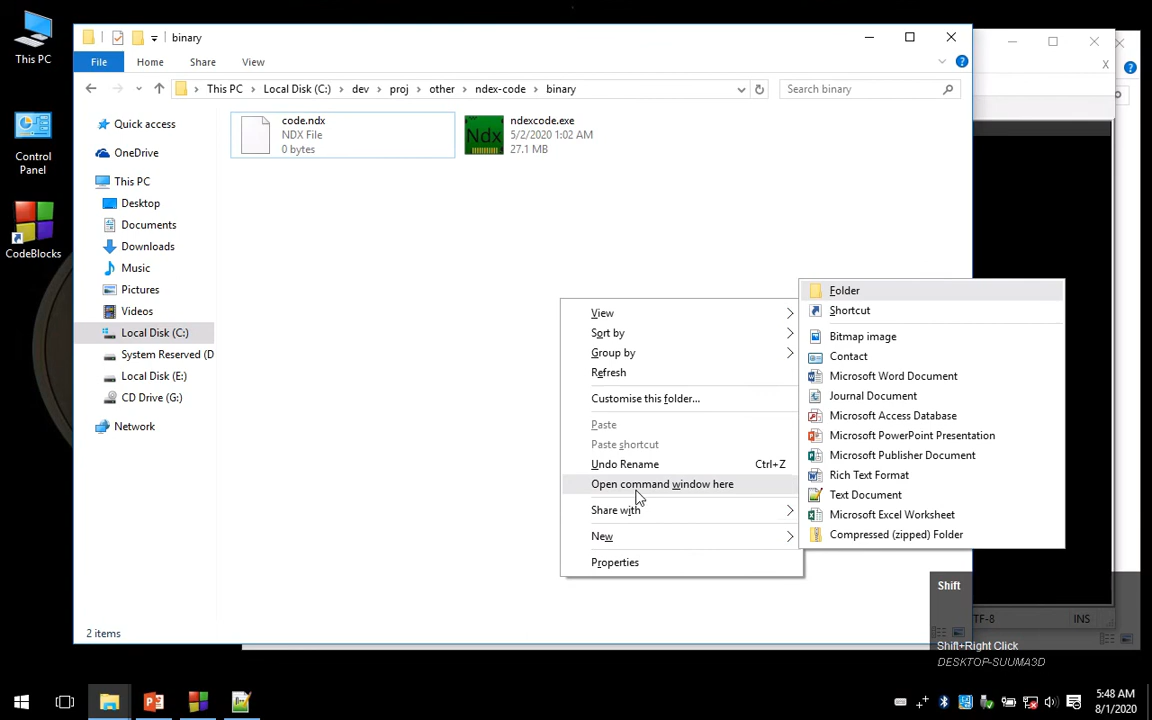 This PC
Control
Panel
CodeBlocks
binary
File
Home
Share
View
This PC
Local Disk (C:)
dev
proj
other
ndex-code
binary
Search binary
X
Quick access
OneDrive
This PC
Desktop
Documents
Downloads
Music
Pictures
Videos
Local Disk (C:)
System Reserved (D
Local Disk (E:)
CD Drive (G:)
Network
code.ndx
NDX File
0 bytes
Ndx
ndexcode.exe
5/2/2020 1:02 AM
27.1 MB
View
Sort by
Group by
Refresh
Customise this folder...
Paste
Paste shortcut
Undo Rename Ctrl+Z
Open command window here
Share with
New
Properties
Folder
Shortcut
Bitmap image
Contact
Microsoft Word Document
Journal Document
Microsoft Access Database
Microsoft PowerPoint Presentation
Microsoft Publisher Document
Rich Text Format
Text Document
Microsoft Excel Worksheet
Compressed (zipped) Folder
Shift
TF-8
INS
Shift+Right Click
DESKTOP-SUUMA3D
2 items
5:48 AM
8/1/2020